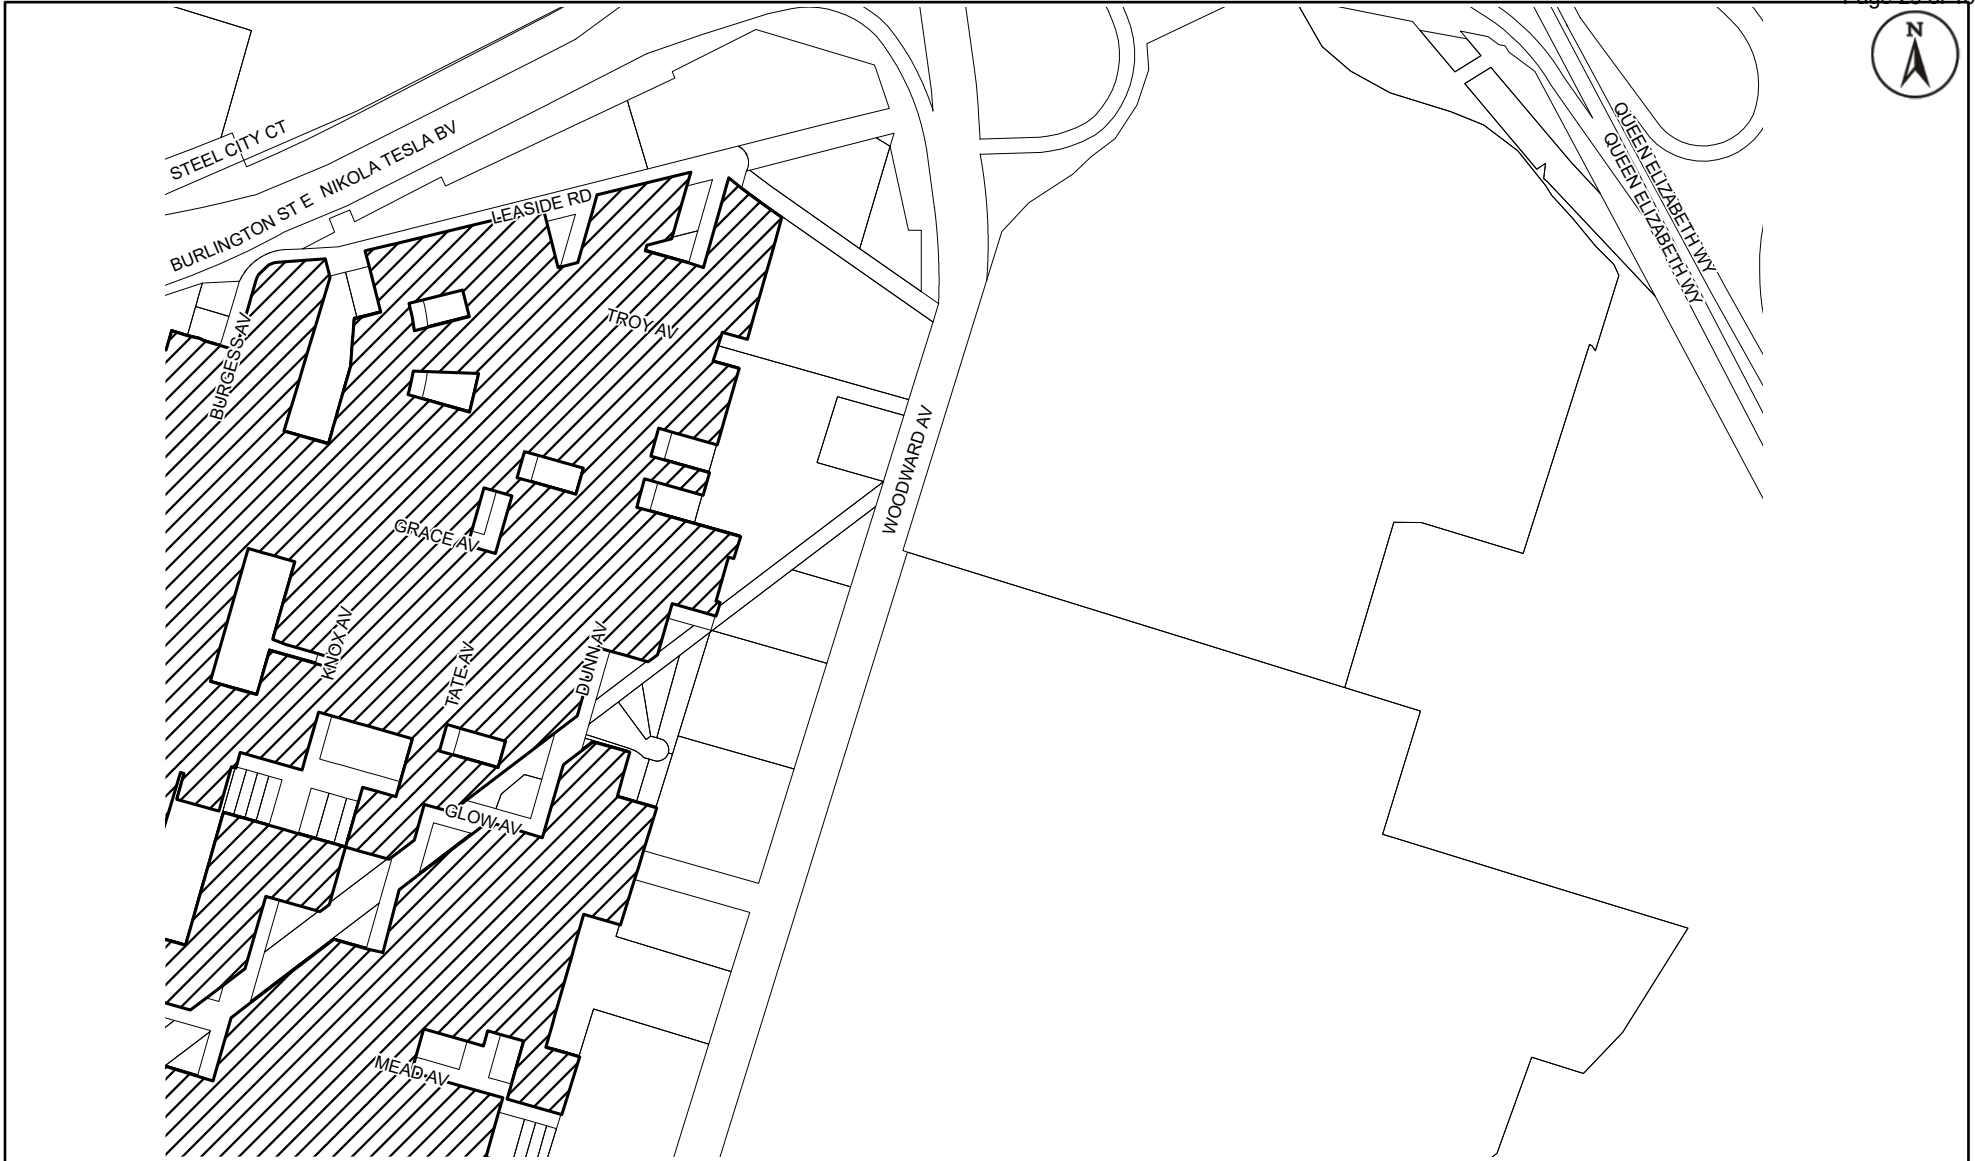 N
STEEL CITY CT
BURLINGTON ST E
NIKOLA TESLA BV
LEASIDE RD
QUEEN ELIZABETH WY
QUEEN ELIZABETH WY
BURGESS AV
TROY AV
WOODWARD AV
GRACE AV
KNOX AV
TATE AV
DUNN AV
GLOW AV
MEAD AV